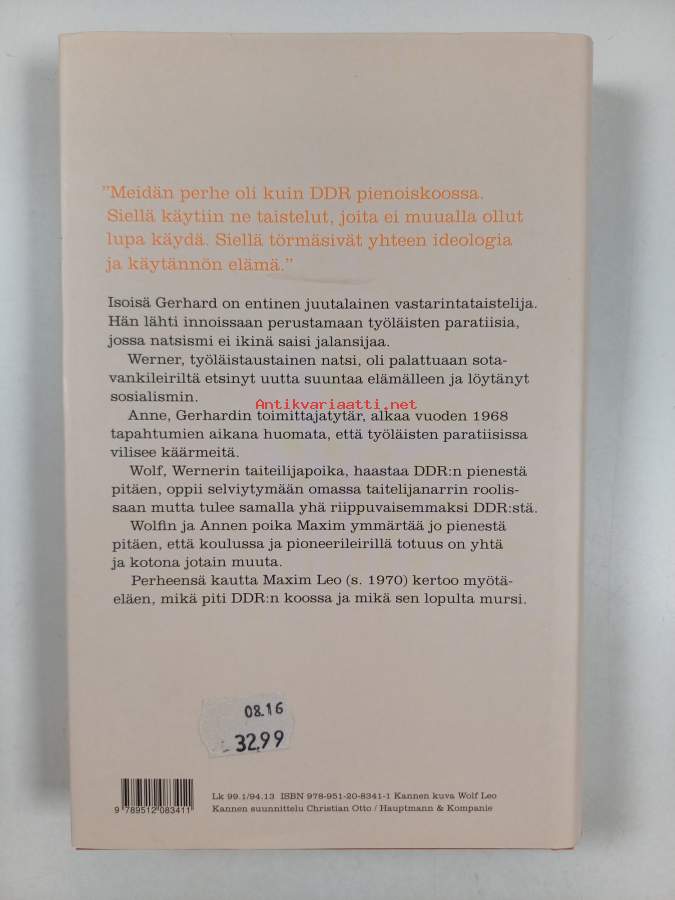 ”Meidän perhe oli kuin DDR pienoiskoossa.
Siellä käytiin ne taistelut, joita ei muualla ollut
lupa käydä. Siellä törmäsivät yhteen ideologia
ja käytännön elämä.”
Isoisä Gerhard on entinen juutalainen vastarintataistelija.
Hän lähti innoissaan perustamaan työläisten paratiisia,
jossa natsismi ei ikinä saisi jalansijaa.
Werner, työläistaustainen natsi, oli palattuaan sota-
vankileiriltä etsinyt uutta suuntaa elämälleen ja löytänyt
sosialismin.
Antikvariaatti.net
Anne, Gerhardin toimittajatytär, alkaa vuoden 1968
tapahtumien aikana huomata, että työläisten paratiisissa
vilisee käärmeitä.
Wolf, Wernerin taiteilijapoika, haastaa DDR:n pienestä
pitäen, oppii selviytymään omassa taitelijanarrin roolis-
saan mutta tulee samalla yhä riippuvaisemmaksi DDR:stä.
Wolfin ja Annen poika Maxim ymmärtää jo pienestä
pitäen, että koulussa ja pioneerileirillä totuus on yhtä
ja kotona jotain muuta.
Perheensä kautta Maxim Leo (s. 1970) kertoo myötä-
eläen, mikä piti DDR:n koossa ja mikä sen lopulta mursi.
08.16
32.99
Lk 99.1/94.13 ISBN 978-951-20-8341-1 Kannen kuva Wolf Leo
Kannen suunnittelu Christian Otto / Hauptmann & Kompanie
9 789512 083411